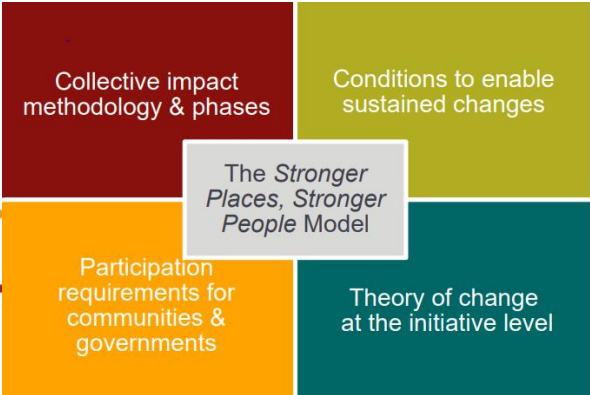 Collective impact
methodology & phases
Conditions to enable
sustained changes
The Stronger
Places, Stronger
People Model
Participation
requirements for
communities &
governments
Theory of change
at the initiative level